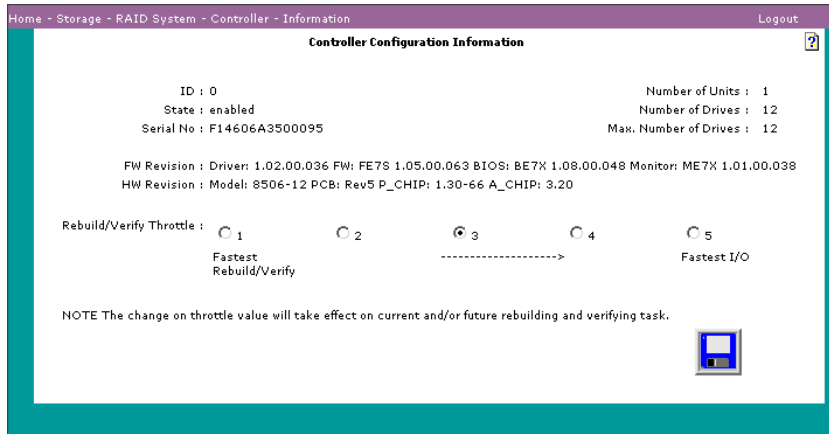 Home - Storage - RAID System - Controller - Information Logout
Controller Configuration Information
?
ID : 0 Number of Units : 1
State : enabled Number of Drives : 12
Serial No : F14606A3500095 Max. Number of Drives : 12
FW Revision : Driver: 1.02.00.036 FW: FE7S 1.05.00.063 BIOS: BE7X 1.08.00.048 Monitor: ME7X 1.01.00.038
HW Revision : Model: 8506-12 PCB: Rev5 P_CHIP: 1.30-66 A_CHIP: 3.20
Rebuild/Verify Throttle : 1 2 3 4 5
Fastest Rebuild/Verify --------------------> Fastest I/O
NOTE The change on throttle value will take effect on current and/or future rebuilding and verifying task.